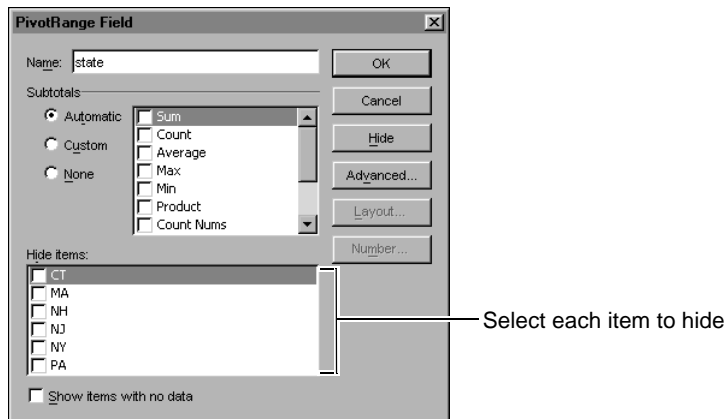 PivotRange Field
Name: state
OK
Subtotals
Cancel
Automatic
Custom
None
Sum
Count
Average
Max
Min
Product
Count Nums
Hide
Advanced...
Layout...
Number...
Hide items:
CT
MA
NH
NJ
NY
PA
Select each item to hide
Show items with no data